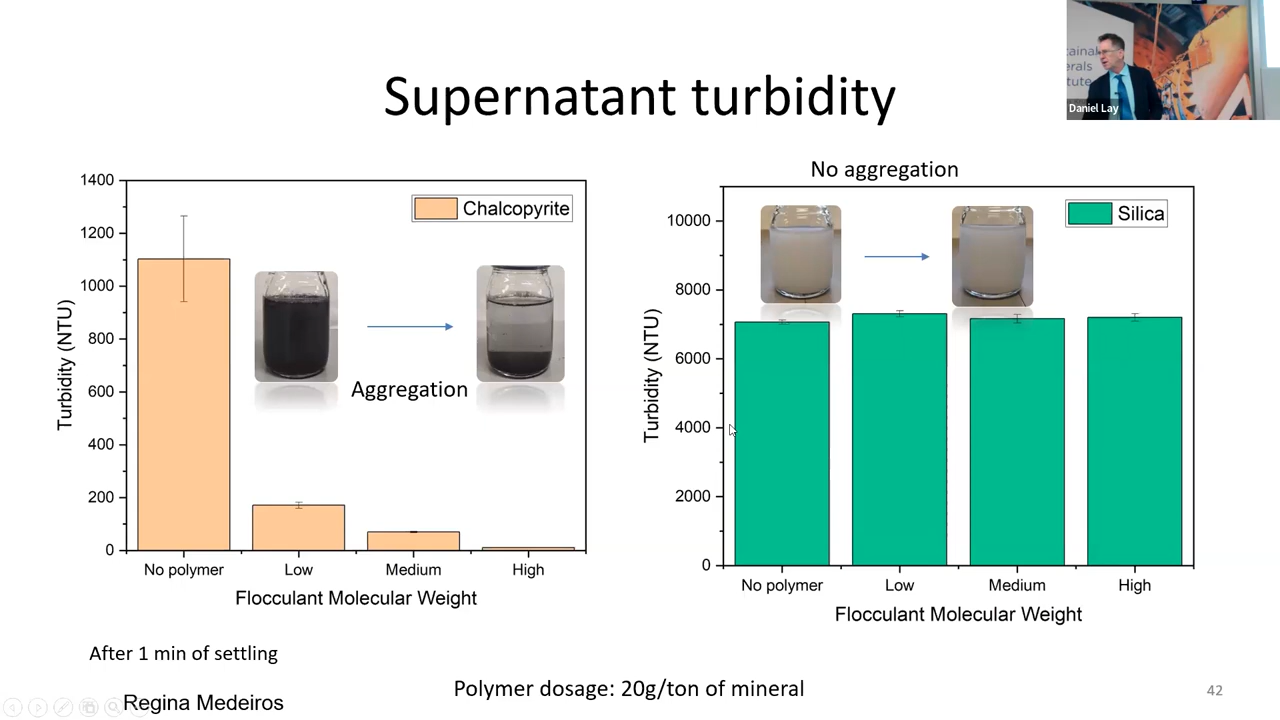 Supernatant turbidity
tainal
erals
tute
Daniel Lay
1400
1200
1000
800
600
400
200
0
Turbidity (NTU)
Chalcopyrite
Aggregation
No polymer Low Medium High
Flocculant Molecular Weight
No aggregation
10000
8000
6000
4000
2000
0
Turbidity (NTU)
Silica
No polymer Low Medium High
Flocculant Molecular Weight
After 1 min of settling
Polymer dosage: 20g/ton of mineral
Regina Medeiros
42